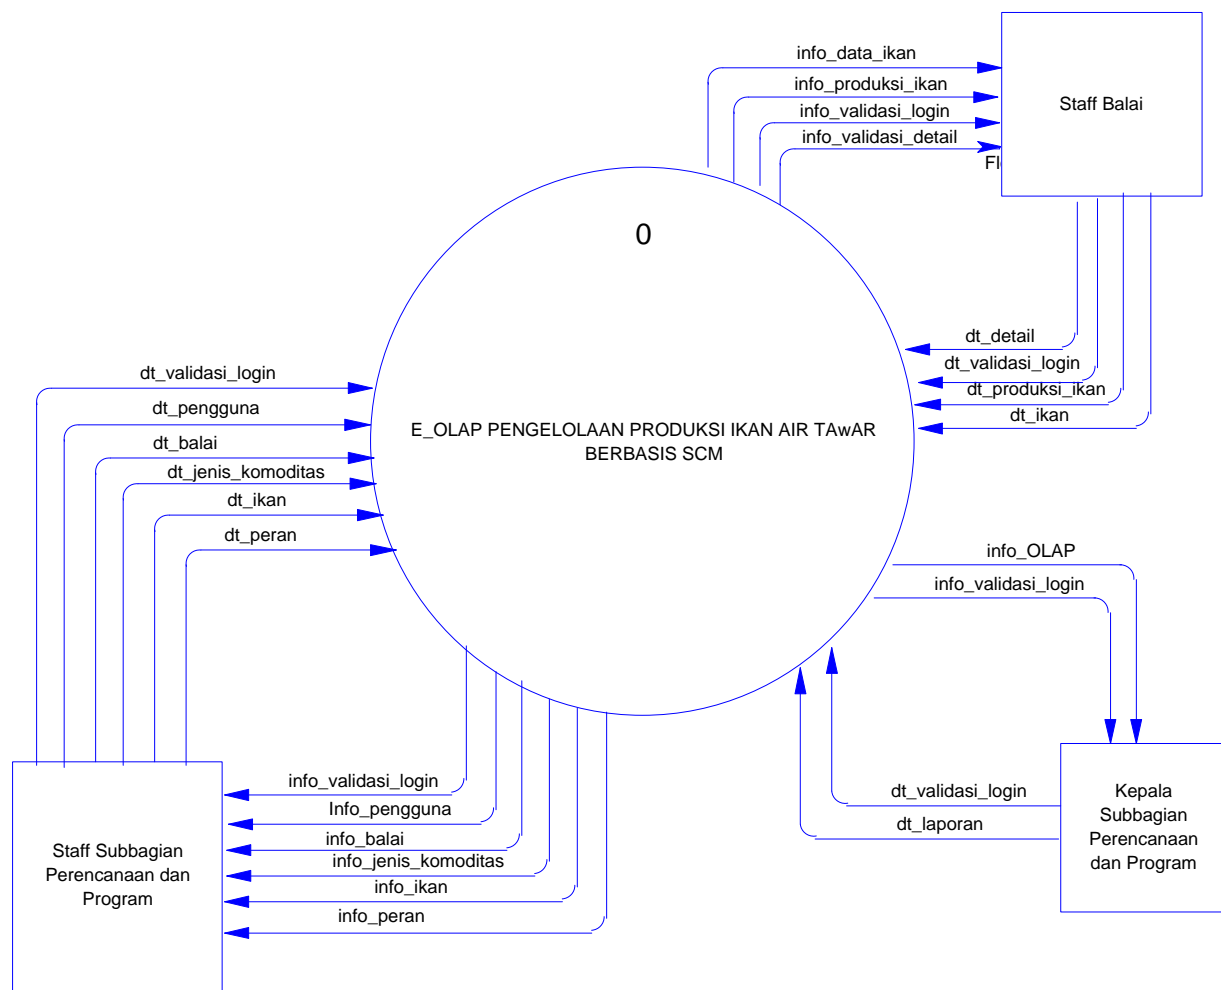 info_data_ikan
info_produksi_ikan
info_validasi_login
info_validasi_detail
Staff Balai
Fl
0
dt_detail
dt_validasi_login
dt_produksi_ikan
dt_ikan
dt_validasi_login
dt_pengguna
dt_balai
dt_jenis_komoditas
dt_ikan
dt_peran
E_OLAP PENGELOLAAN PRODUKSI IKAN AIR TAwAR
BERBASIS SCM
info_OLAP
info_validasi_login
dt_validasi_login
dt_laporan
Kepala
Subbagian
Perencanaan
dan Program
info_validasi_login
Info_pengguna
info_balai
info_jenis_komoditas
info_ikan
info_peran
Staff Subbagian
Perencanaan dan
Program